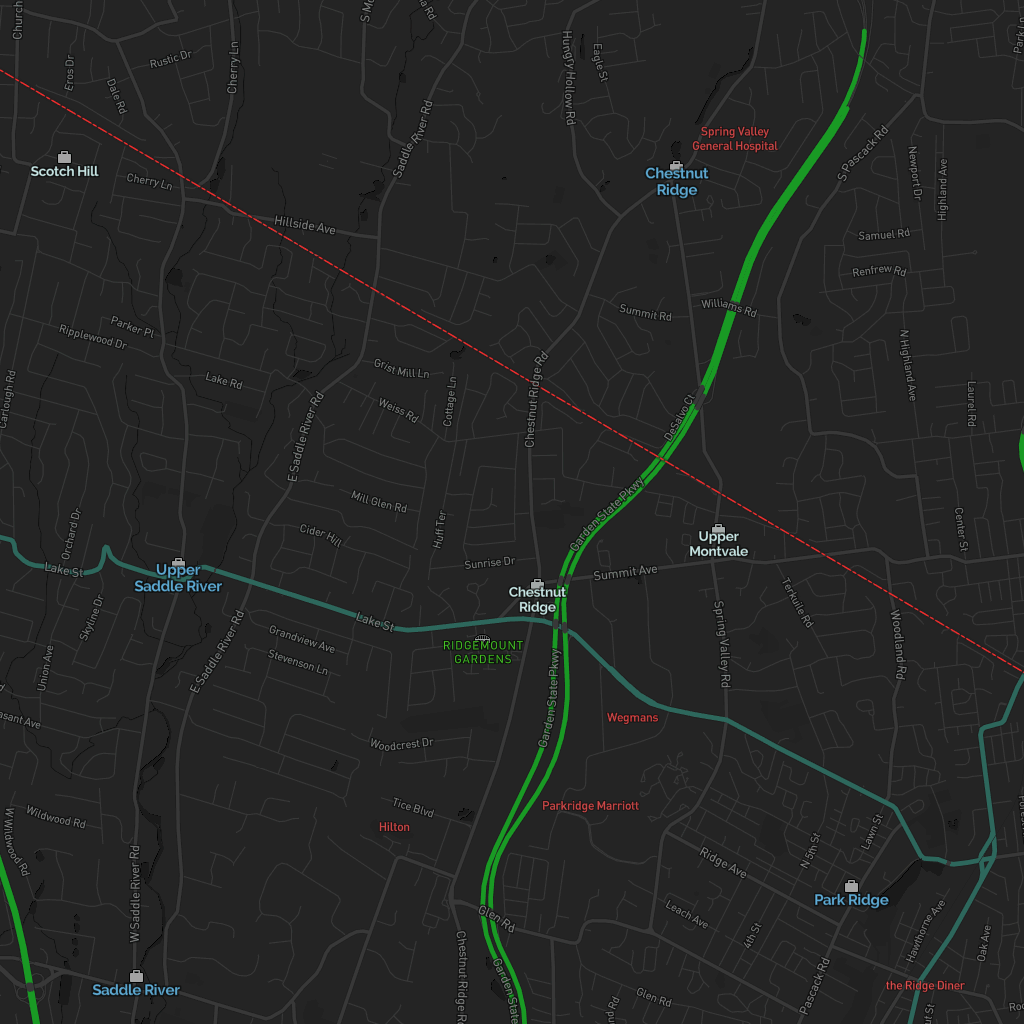 Church
S Mo
Eros Dr
Rustic Dr
Cherry Ln
Dale Rd
Hungry Hollow Rd
Eagle St
Park Ln
Saddle River Rd
Spring Valley
General Hospital
S Pascack Rd
Scotch Hill
Cherry Ln
Chestnut
Ridge
Newport Dr
Highland Ave
Hillside Ave
Samuel Rd
Renfrew Rd
Summit Rd
Williams Rd
Parker Pl
Ripplewood Dr
N Highland Ave
Carlough Rd
Lake Rd
Grist Mill Ln
Cottage Ln
Chestnut Ridge Rd
Weiss Rd
DeSalvo Ct
Laurel Rd
E Saddle River Rd
Mill Glen Rd
Garden State Pkwy
Orchard Dr
Cider Hill
Huff Ter
Center St
Upper
Montvale
Lake St
Upper
Saddle River
Sunrise Dr
Summit Ave
Chestnut
Ridge
Terkuile Rd
Skyline Dr
Lake St
Grandview Ave
Stevenson Ln
RIDGEMOUNT
GARDENS
Spring Valley Rd
Woodland Rd
Union Ave
E Saddle River Rd
asant Ave
Garden State Pkwy
Wegmans
Woodcrest Dr
Tice Blvd
Parkridge Marriott
Hilton
Wildwood Rd
W Wildwood Rd
W Saddle River Rd
Ridge Ave
N 5th St
Lawn St
Park Ridge
Glen Rd
Leach Ave
4th St
Hawthorne Ave
Oak Ave
Chestnut Ridge R
Garden State
Saddle River
Pascack Rd
Glen Rd
the Ridge Diner